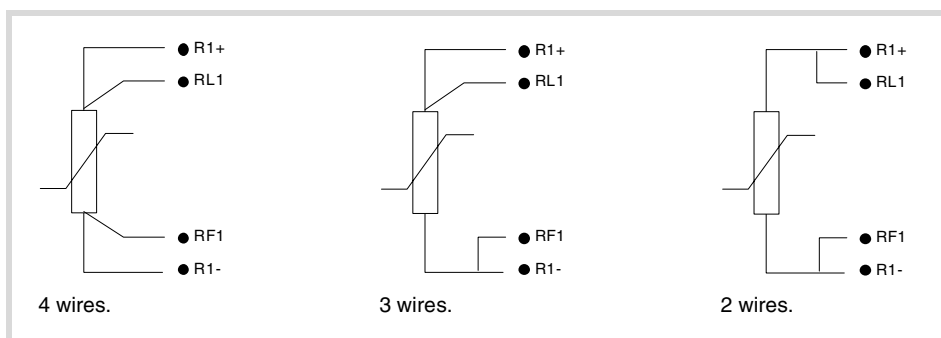 R1+
RL1
RF1
R1-
4 wires.
R1+
RL1
RF1
R1-
3 wires.
R1+
RL1
RF1
R1-
2 wires.